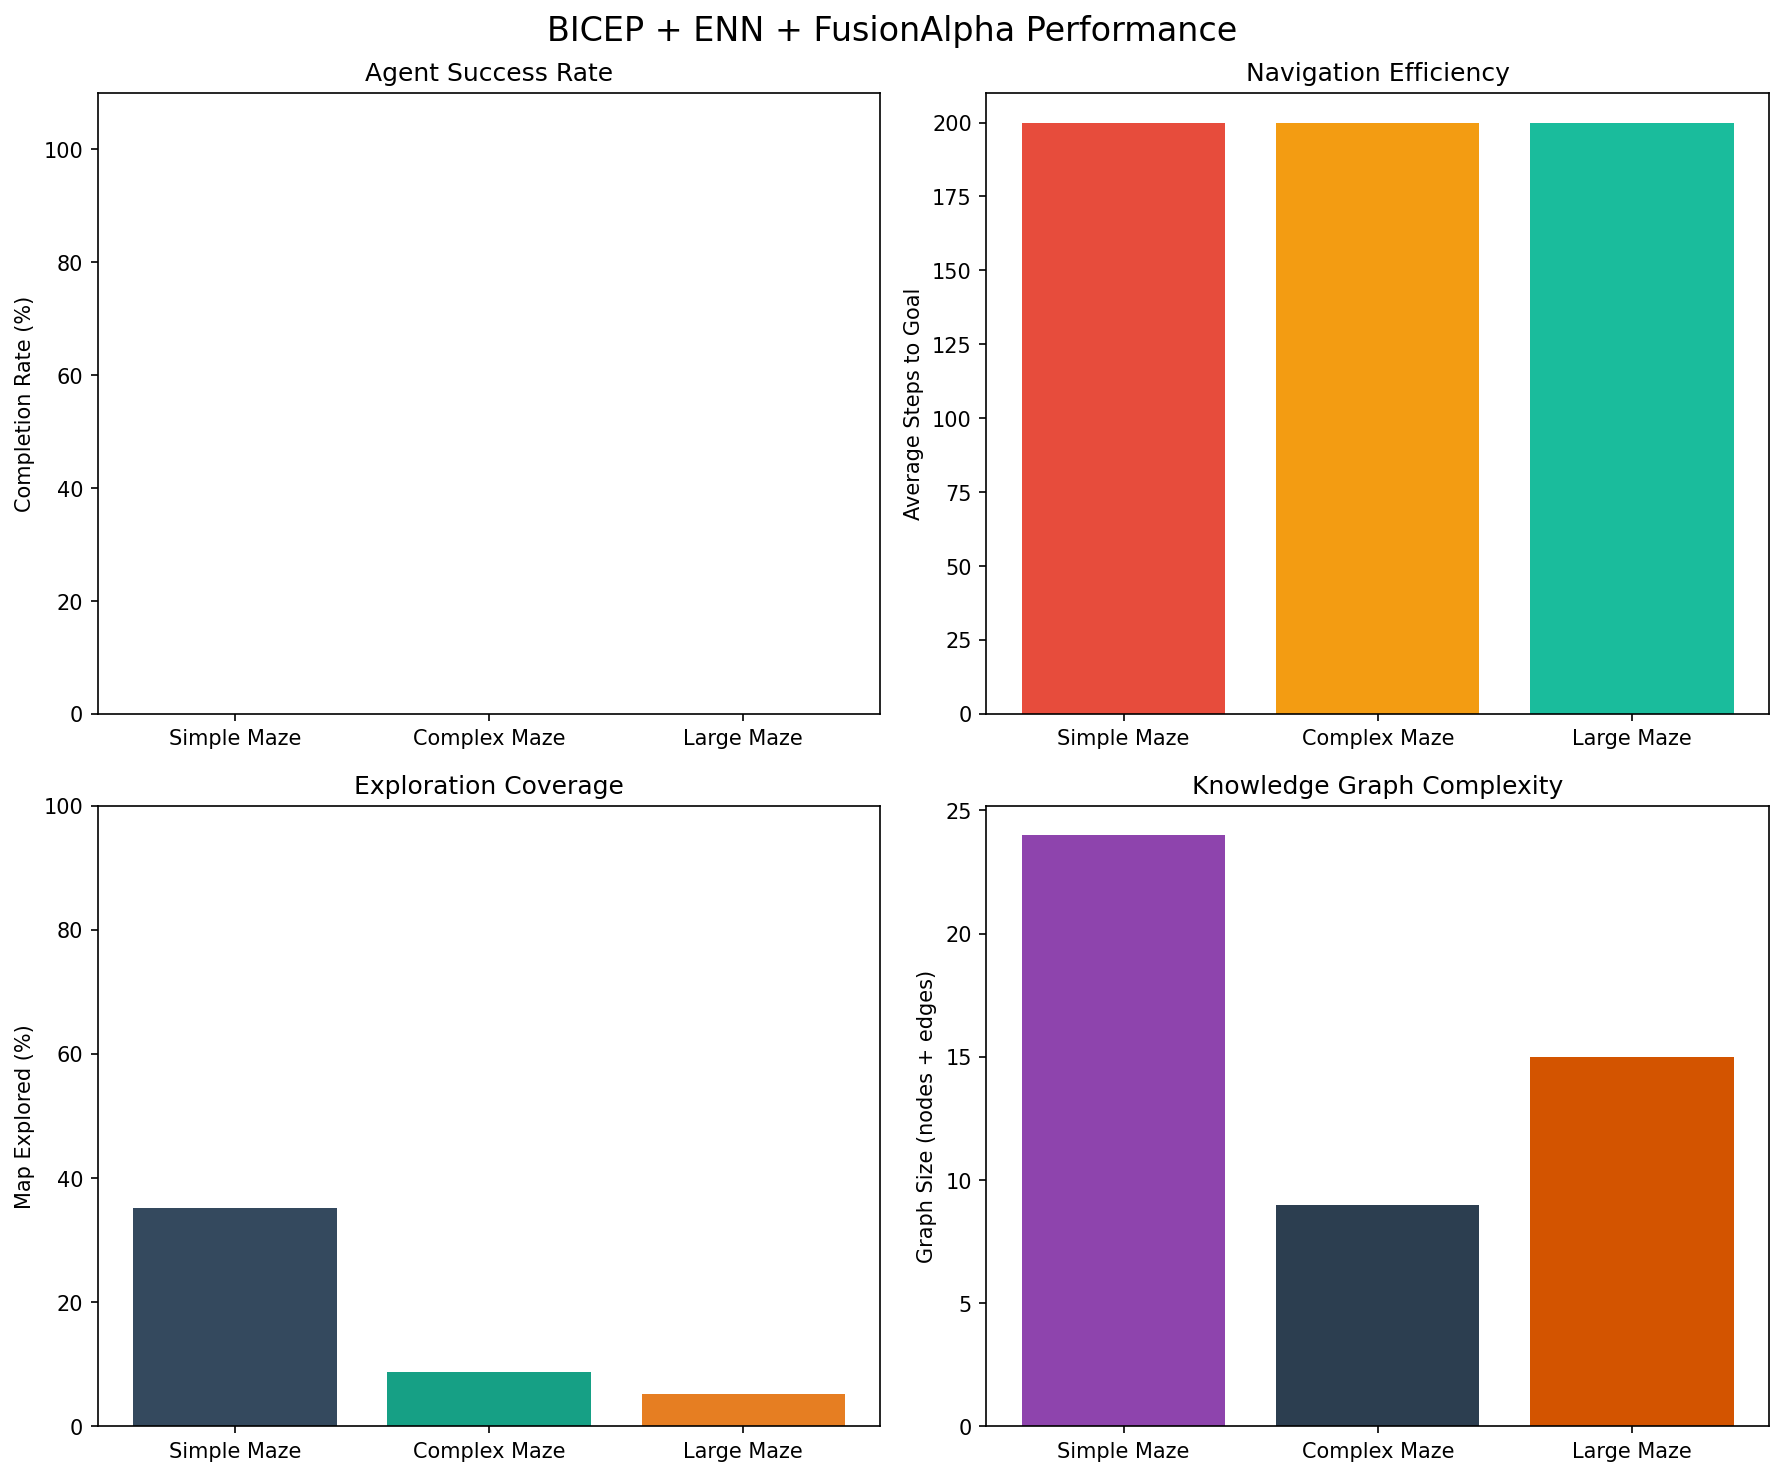 BICEP + ENN + FusionAlpha Performance
Agent Success Rate
Completion Rate (%)
100
80
60
40
20
0
Simple Maze Complex Maze Large Maze
Navigation Efficiency
Average Steps to Goal
200
175
150
125
100
75
50
25
0
Simple Maze Complex Maze Large Maze
Exploration Coverage
Map Explored (%)
100
80
60
40
20
0
Simple Maze Complex Maze Large Maze
Knowledge Graph Complexity
Graph Size (nodes + edges)
25
20
15
10
5
0
Simple Maze Complex Maze Large Maze